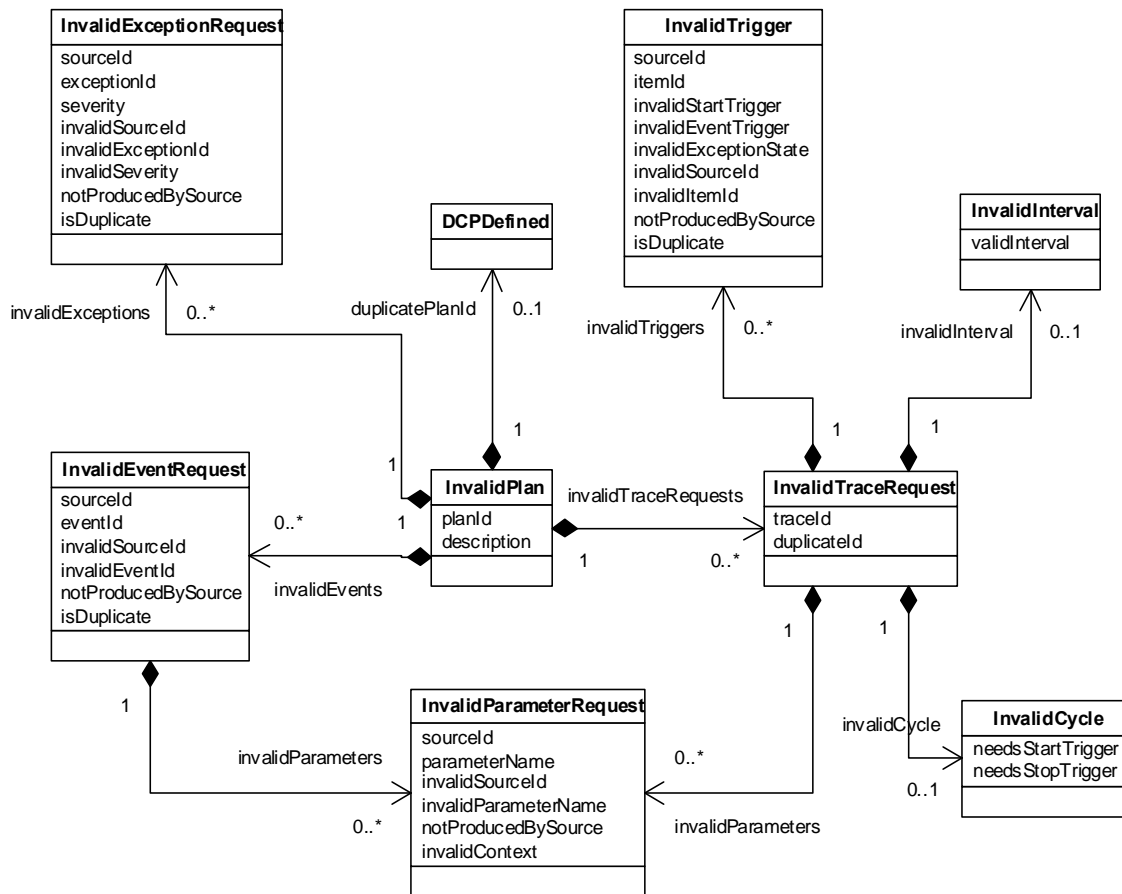 InvalidExceptionRequest
sourceId
exceptionId
severity
invalidSourceId
invalidExceptionId
invalidSeverity
notProducedBySource
isDuplicate
InvalidTrigger
sourceId
itemId
invalidStartTrigger
invalidEventTrigger
invalidExceptionState
invalidSourceId
invalidItemId
notProducedBySource
isDuplicate
DCPDefined
InvalidInterval
validInterval
invalidExceptions
0..*
duplicatePlanId
0..1
invalidTriggers
0..*
invalidInterval
0..1
1
1
1
1
InvalidEventRequest
sourceId
eventId
invalidSourceId
invalidEventId
notProducedBySource
isDuplicate
0..*
1
invalidEvents
InvalidPlan
planId
description
invalidTraceRequests
1
0..*
InvalidTraceRequest
traceId
duplicateId
1
1
1
invalidParameters
0..*
InvalidParameterRequest
sourceId
parameterName
invalidSourceId
invalidParameterName
notProducedBySource
invalidContext
0..*
invalidParameters
invalidCycle
0..1
InvalidCycle
needsStartTrigger
needsStopTrigger